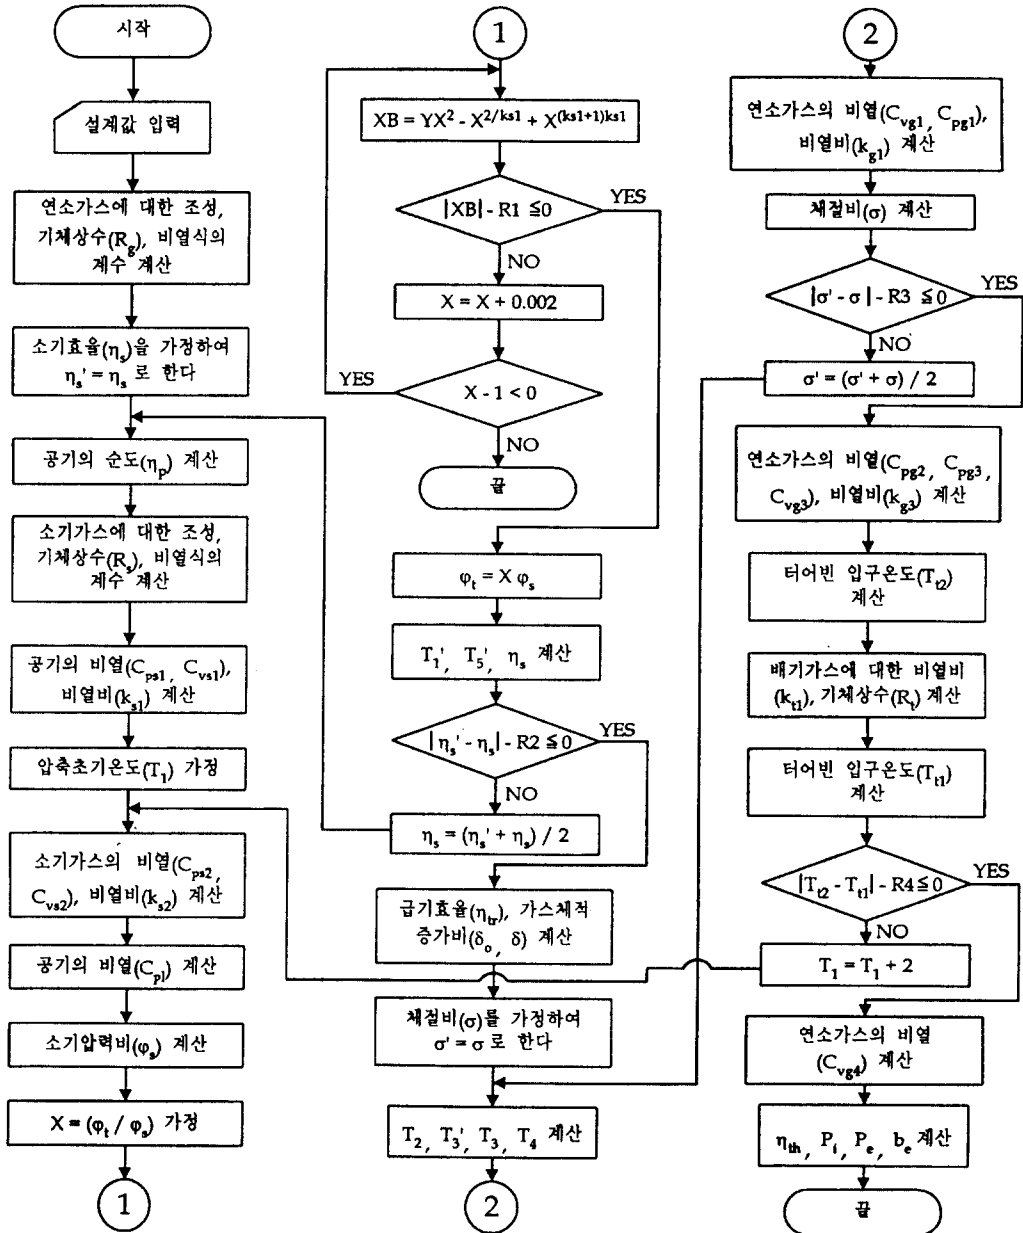 시작
설계값 입력
연소가스에 대한 조성,
기체상수(Rg), 비열식의
계수 계산
소기효율(ηs)을 가정하여
ηs' = ηs 로 한다
공기의 순도(ηp) 계산
소기가스에 대한 조성,
기체상수(Rs), 비열식의
계수 계산
공기의 비열(Cps1, Cvs1),
비열비(ks1) 계산
압축초기온도(T1) 가정
소기가스의 비열(Cps2,
Cvs2), 비열비(ks2) 계산
공기의 비열(Cp1) 계산
소기압력비(φs) 계산
X = (φt / φs) 가정
1
1
XB = YX^2 - X^2/ks1 + X^(ks1+1)ks1
|XB| - R1 ≦0
YES
NO
X = X + 0.002
YES
X - 1 < 0
NO
끝
φt = X φs
T1', T5', ηs 계산
YES
|ηs' - ηs| - R2 ≦ 0
NO
ηs = (ηs' + ηs) / 2
급기효율(ηtr), 가스체적
증가비(δo, δ) 계산
채절비(σ)를 가정하여
σ' = σ 로 한다
T2, T3', T3, T4 계산
2
2
연소가스의 비열(Cvg1, Cpg1),
비열비(kg1) 계산
채절비(σ) 계산
YES
|σ' - σ| - R3 ≦0
NO
σ' = (σ' + σ) / 2
연소가스의 비열(Cpg2, Cpg3,
Cvg3), 비열비(kg3) 계산
터어빈 입구온도(Tt2)
계산
배기가스에 대한 비열비
(kt1), 기체상수(Rt) 계산
터어빈 입구온도(Tt1)
계산
YES
|Tt2 - Tt1| - R4≦0
NO
T1 = T1 + 2
연소가스의 비열
(Cvg4) 계산
ηth, Pi, Pe, be 계산
끝